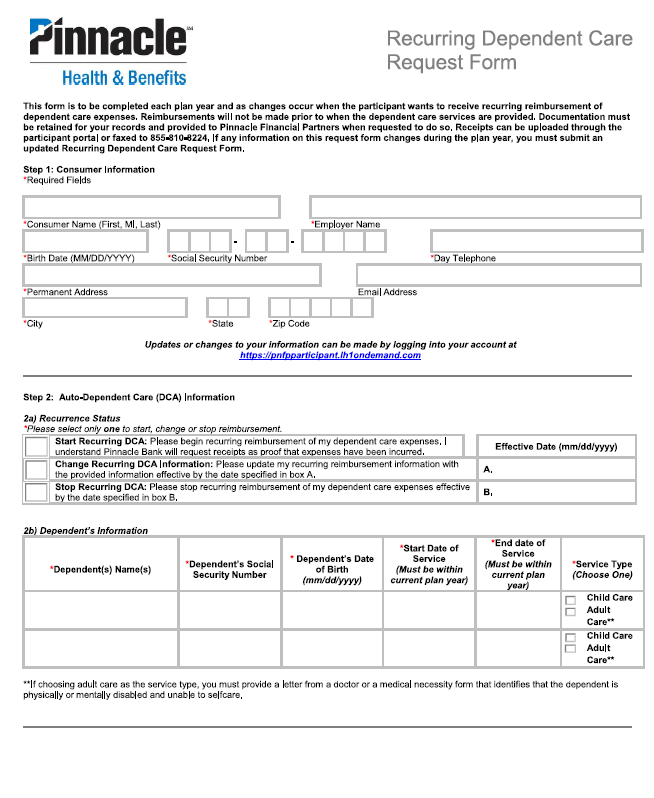 Pinnacle SM
Health & Benefits
Recurring Dependent Care
Request Form
This form is to be completed each plan year and as changes occur when the participant wants to receive recurring reimbursement of
dependent care expenses. Reimbursements will not be made prior to when the dependent care services are provided. Documentation must
be retained for your records and provided to Pinnacle Financial Partners when requested to do so. Receipts can be uploaded through the
participant portal or faxed to 855-810-8224. If any information on this request form changes during the plan year, you must submit an
updated Recurring Dependent Care Request Form.
Step 1: Consumer Information
*Required Fields
*Consumer Name (First, MI, Last) *Employer Name
- -
*Birth Date (MM/DD/YYYY) *Social Security Number *Day Telephone
*Permanent Address Email Address
*City *State *Zip Code
Updates or changes to your information can be made by logging into your account at
https://pnfpparticipant.lh1ondemand.com
Step 2: Auto-Dependent Care (DCA) Information
2a) Recurrence Status
*Please select only one to start, change or stop reimbursement.
Start Recurring DCA: Please begin recurring reimbursement of my dependent care expenses. I
understand Pinnacle Bank will request receipts as proof that expenses have been incurred.
Effective Date (mm/dd/yyyy)
Change Recurring DCA Information: Please update my recurring reimbursement information with
the provided information effective by the date specified in box A.
A.
Stop Recurring DCA: Please stop recurring reimbursement of my dependent care expenses effective
by the date specified in box B.
B.
2b) Dependent's Information
*Dependent(s) Name(s)
*Dependent's Social
Security Number
* Dependent's Date
of Birth
(mm/dd/yyyy)
*Start Date of
Service
(Must be within
current plan year)
*End date of
Service
(Must be within
current plan
year)
*Service Type
(Choose One)
Child Care
Adult
Care**
Child Care
Adult
Care**
**If choosing adult care as the service type, you must provide a letter from a doctor or a medical necessity form that identifies that the dependent is
physically or mentally disabled and unable to selfcare.